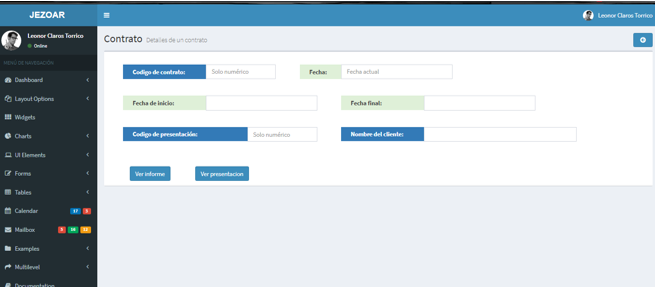 JEZOAR
Leonor Claros Torrico
Leonor Claros Torrico
Online
Contrato Detalles de un contrato
MENU DE NAVEGACIÓN
Dashboard
Layout Options
Widgets
Charts
UI Elements
Forms
Tables
Calendar 17 3
Mailbox 5 16 12
Examples
Multilevel
Documentation
Codigo de contrato: Solo numérico Fecha: Fecha actual
Fecha de inicio: Fecha final:
Codigo de presentación: Solo numérico Nombre del cliente:
Ver informe Ver presentacion